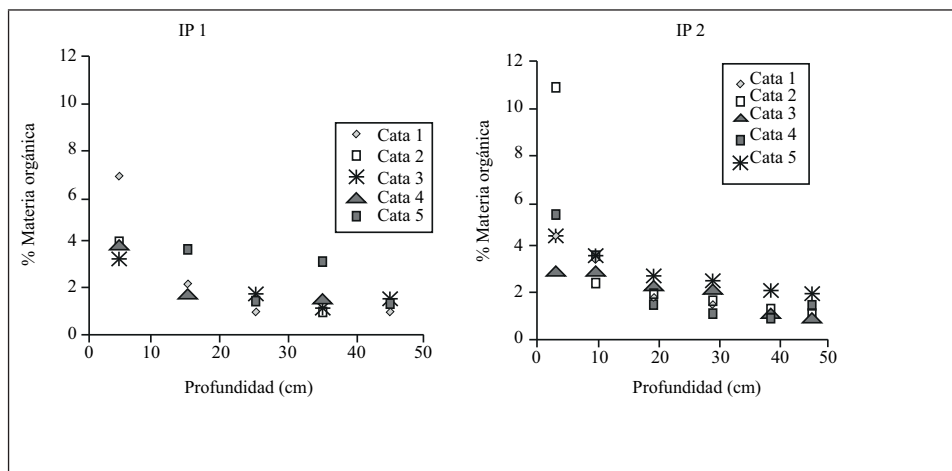 IP 1
12
10
8
6
4
2
0
0 10 20 30 40 50
% Materia orgánica
Profundidad (cm)
Cata 1
Cata 2
Cata 3
Cata 4
Cata 5
IP 2
12
10
8
6
4
2
0
0 10 20 30 40 50
% Materia orgánica
Profundidad (cm)
Cata 1
Cata 2
Cata 3
Cata 4
Cata 5